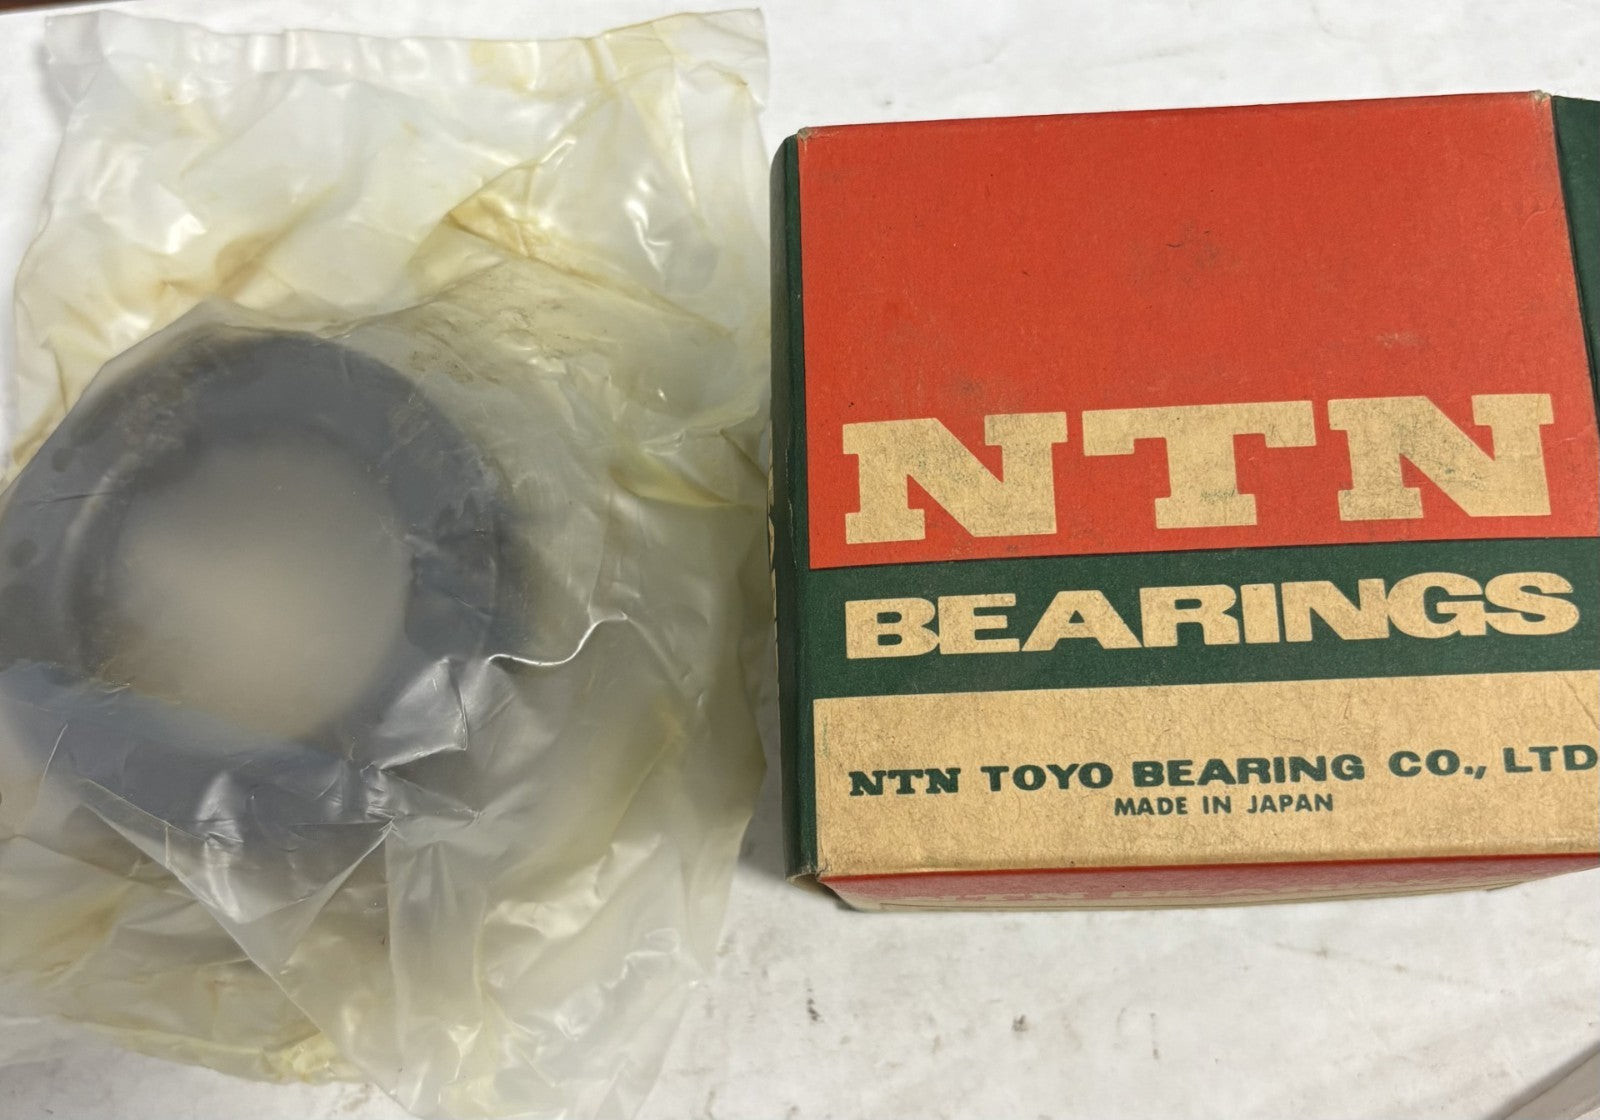 NTN
BEARINGS
NTN TOYO BEARING CO., LTD
MADE IN JAPAN